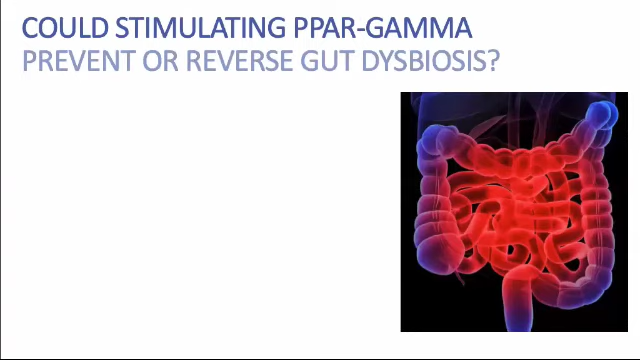 COULD STIMULATING PPAR-GAMMA
PREVENT OR REVERSE GUT DYSBIOSIS?